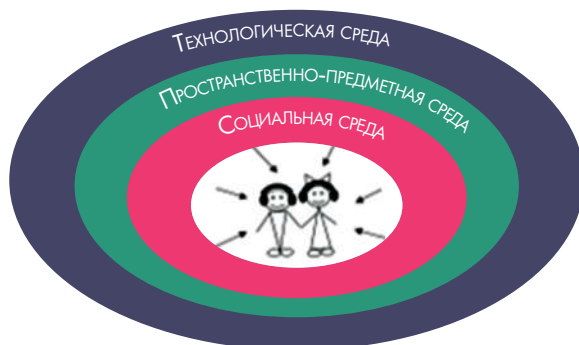 Технологическая среда
Пространственно-предметная среда
Социальная среда